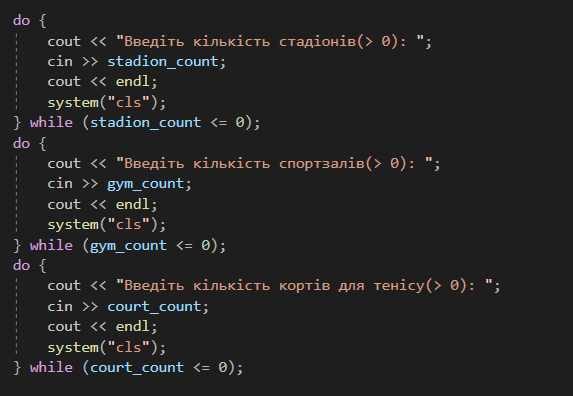 do {
    cout << "Введіть кількість стадіонів(> 0): ";
    cin >> stadion_count;
    cout << endl;
    system("cls");
} while (stadion_count <= 0);
do {
    cout << "Введіть кількість спортзалів(> 0): ";
    cin >> gym_count;
    cout << endl;
    system("cls");
} while (gym_count <= 0);
do {
    cout << "Введіть кількість кортів для тенісу(> 0): ";
    cin >> court_count;
    cout << endl;
    system("cls");
} while (court_count <= 0);